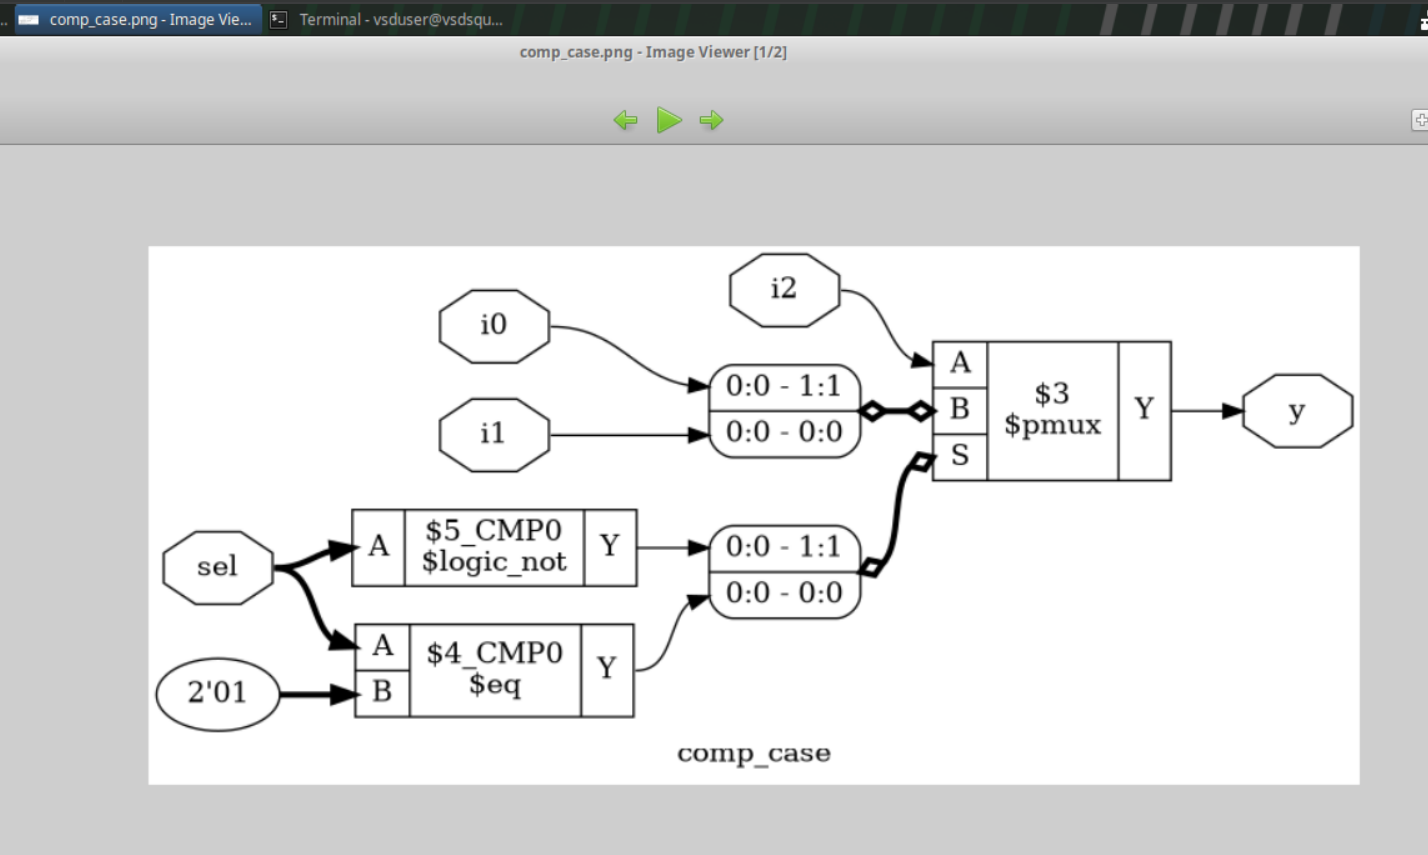 .. comp_case.png - Image Vie... Terminal - vsduser@vsdsqu...
comp_case.png - Image Viewer [1/2]
i2
i0
i1
0:0 - 1:1
0:0 - 0:0
A
B
S
$3
$pmux
Y
y
sel
2'01
A
$5_CMP0
$logic_not
Y
A
B
$4_CMP0
$eq
Y
0:0 - 1:1
0:0 - 0:0
comp_case